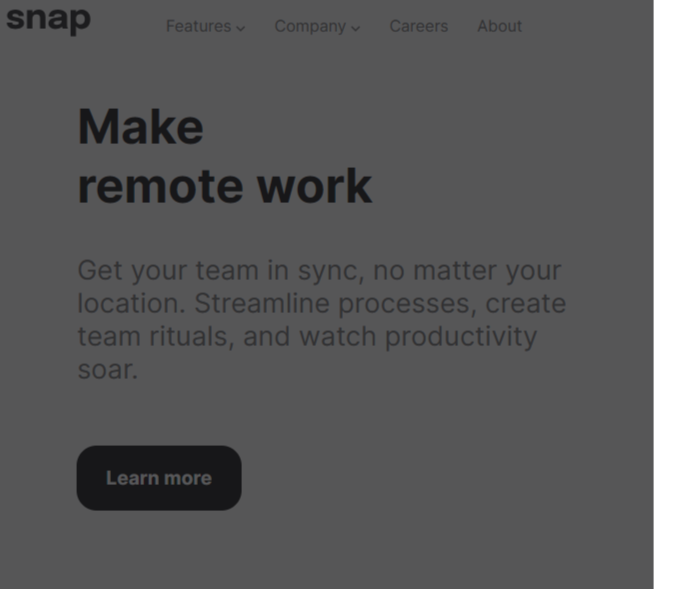 snap
Features Company Careers About
Make
remote work
Get your team in sync, no matter your
location. Streamline processes, create
team rituals, and watch productivity
soar.
Learn more